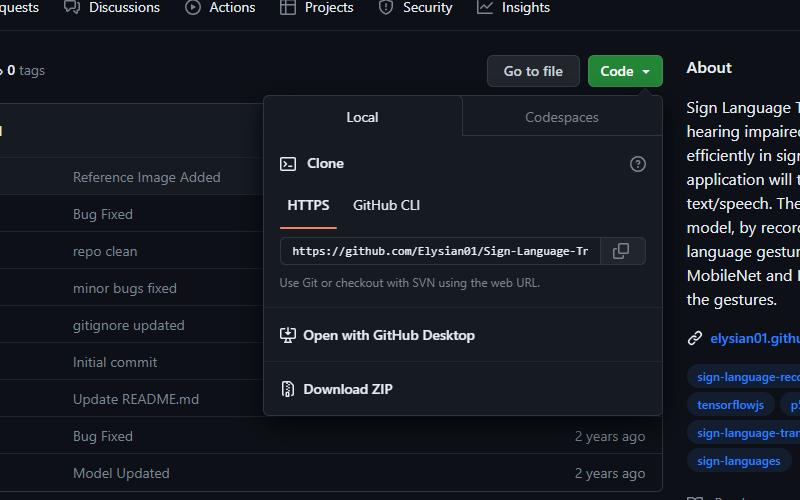 quests Discussions Actions Projects Security Insights
0 tags
Go to file
Code
About
Local
Codespaces
Clone
HTTPS
GitHub CLI
https://github.com/Elysian01/Sign-Language-Tr
Use Git or checkout with SVN using the web URL.
Open with GitHub Desktop
Download ZIP
Reference Image Added
Bug Fixed
repo clean
minor bugs fixed
gitignore updated
Initial commit
Update README.md
Bug Fixed 2 years ago
Model Updated 2 years ago
Sign Language T
hearing impaire
efficiently in sign
application will t
text/speech. The
model, by recor
language gestur
MobileNet and
the gestures.
elysian01.githu
sign-language-reco
tensorflowjs p5
sign-language-tran
sign-languages